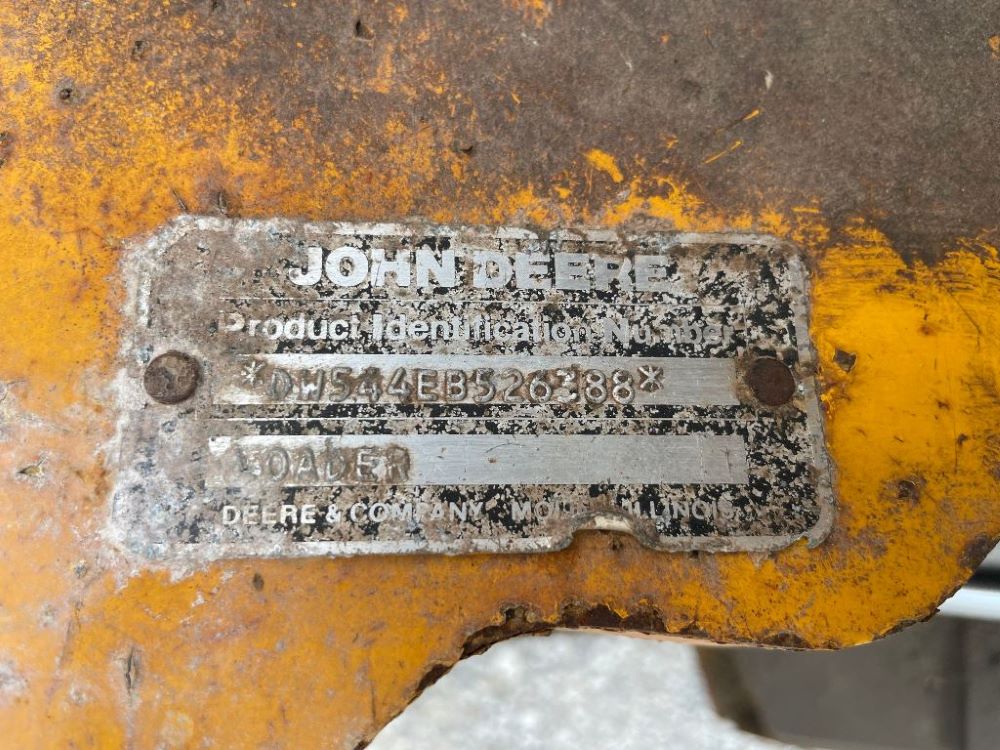 JOHN DEERE
Product Identification Number
*DW544EB526388*
LOADER
DEERE & COMPANY MOLINE ILLINOIS